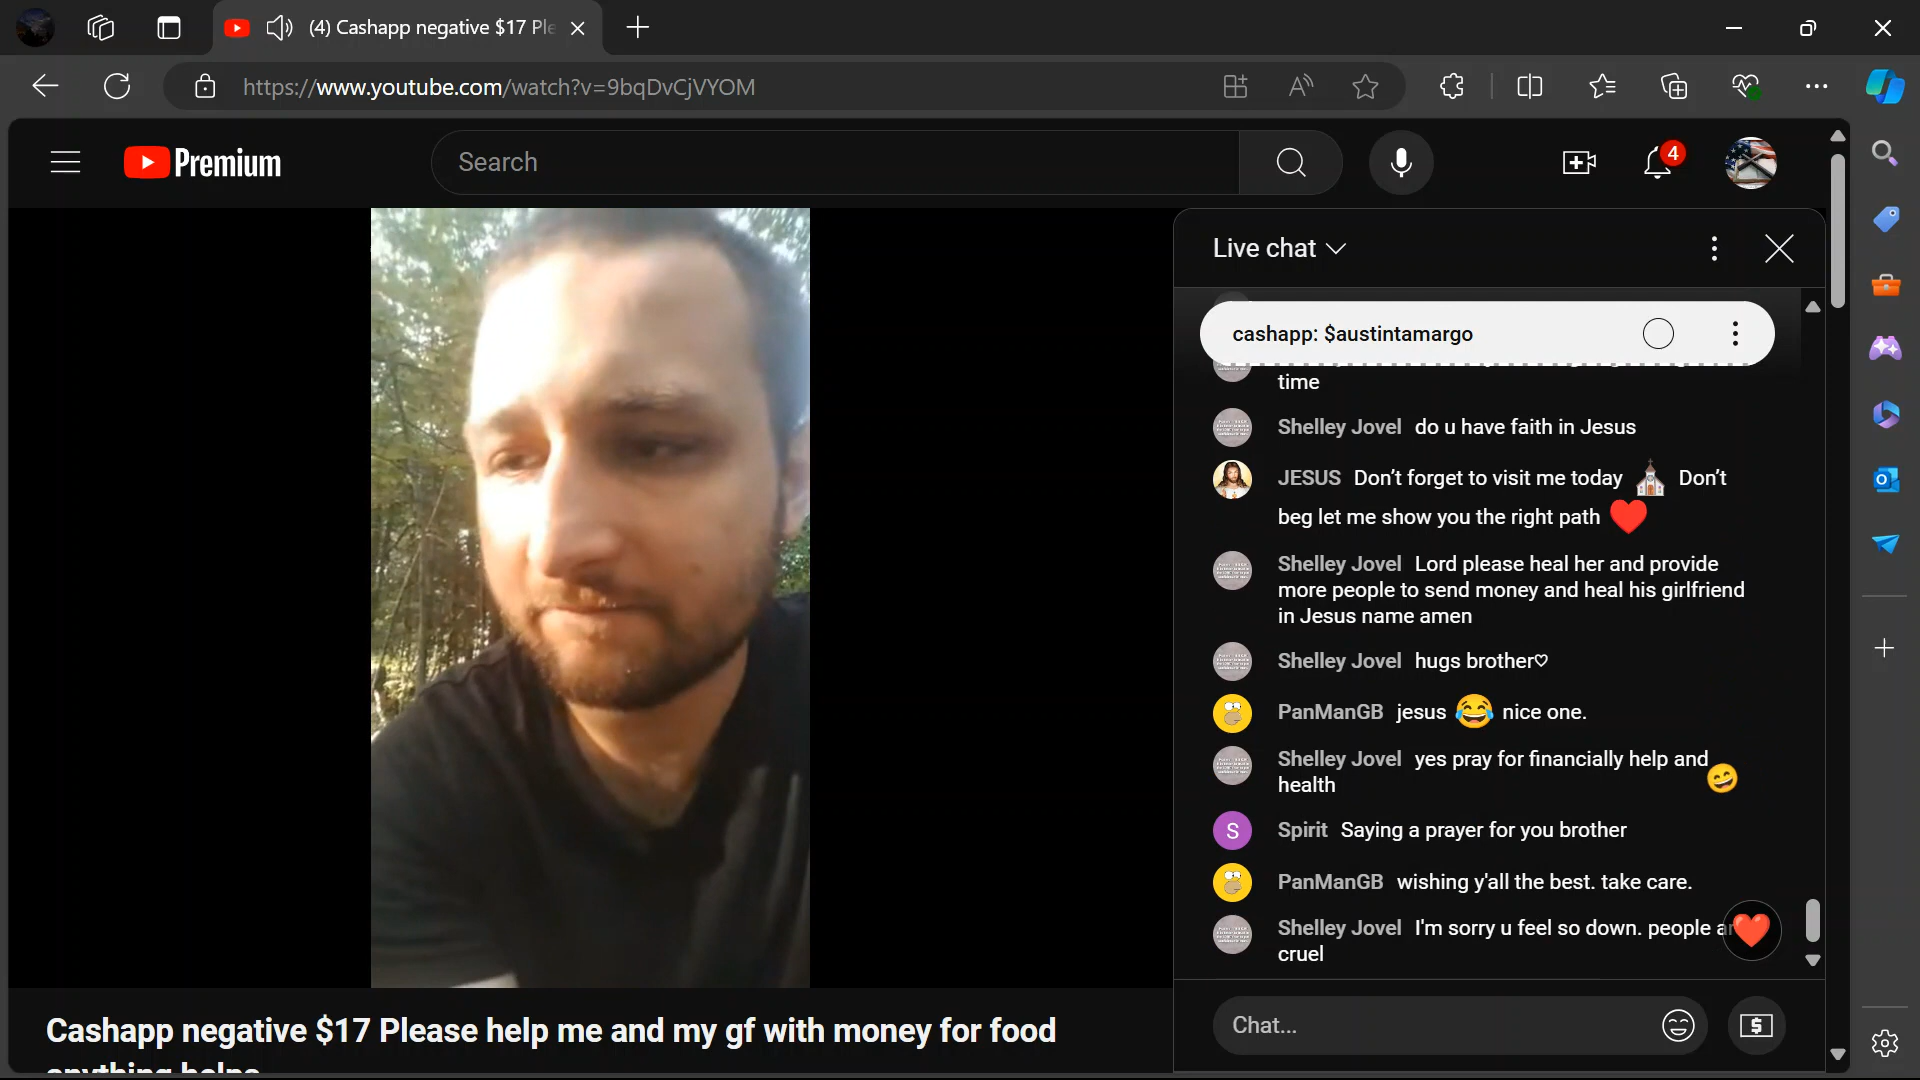 (4) Cashapp negative $17 Ple
https://www.youtube.com/watch?v=9bqDvCjVYOM
Premium
Search
4
Live chat
cashapp: $austintamargo
time
Shelley Jovel do u have faith in Jesus
JESUS Don’t forget to visit me today Don’t
beg let me show you the right path
Shelley Jovel Lord please heal her and provide
more people to send money and heal his girlfriend
in Jesus name amen
Shelley Jovel hugs brother♡
PanManGB jesus 😂 nice one.
Shelley Jovel yes pray for financially help and
health
S
Spirit Saying a prayer for you brother
PanManGB wishing y'all the best. take care.
Shelley Jovel I'm sorry u feel so down. people
cruel
Chat...
Cashapp negative $17 Please help me and my gf with money for food
anything helps